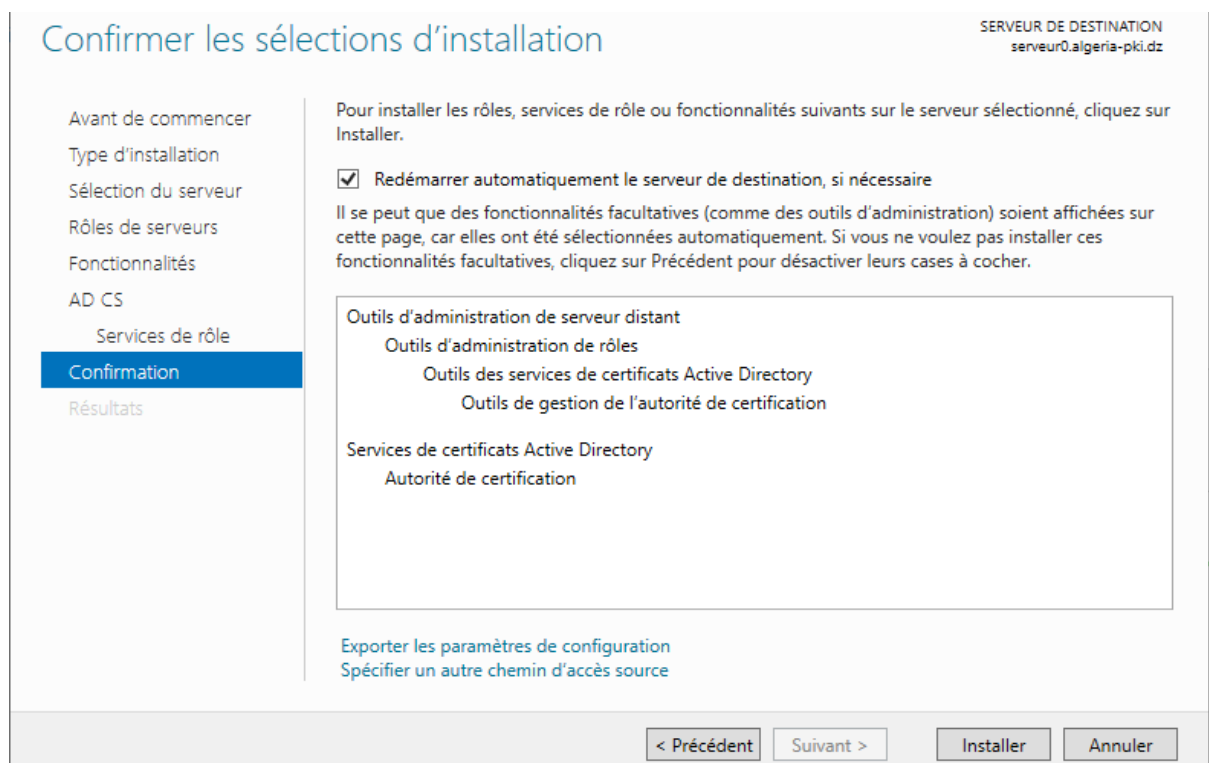 Confirmer les sélections d'installation
SERVEUR DE DESTINATION
serveur0.algeria-pki.dz
Avant de commencer
Type d'installation
Sélection du serveur
Rôles de serveurs
Fonctionnalités
AD CS
Services de rôle
Confirmation
Résultats
Pour installer les rôles, services de rôle ou fonctionnalités suivants sur le serveur sélectionné, cliquez sur
Installer.
Redémarrer automatiquement le serveur de destination, si nécessaire
Il se peut que des fonctionnalités facultatives (comme des outils d'administration) soient affichées sur
cette page, car elles ont été sélectionnées automatiquement. Si vous ne voulez pas installer ces
fonctionnalités facultatives, cliquez sur Précédent pour désactiver leurs cases à cocher.
Outils d'administration de serveur distant
Outils d'administration de rôles
Outils des services de certificats Active Directory
Outils de gestion de l'autorité de certification
Services de certificats Active Directory
Autorité de certification
Exporter les paramètres de configuration
Spécifier un autre chemin d'accès source
< Précédent
Suivant >
Installer
Annuler